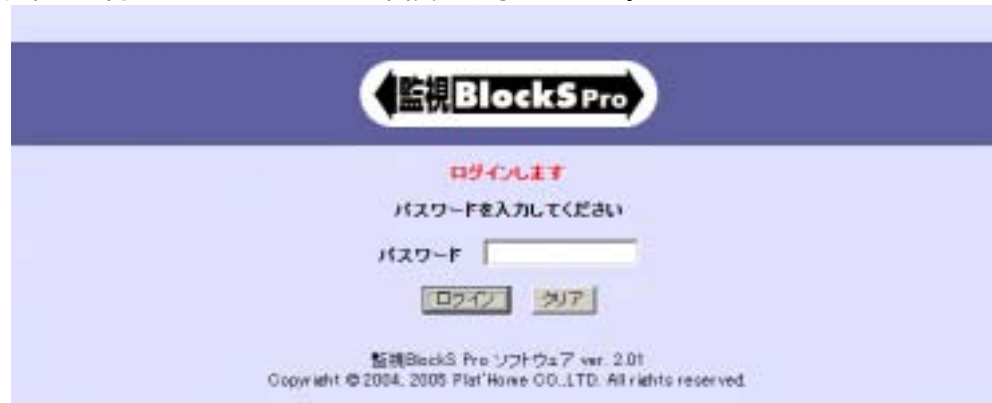 監視BlockS Pro
ログインします
パスワードを入力してください
パスワード
ログイン クリア
監視BlockS Pro ソフトウェア ver. 2.01
Copyright © 2004, 2005 Plat'Home CO.,LTD. All rights reserved.